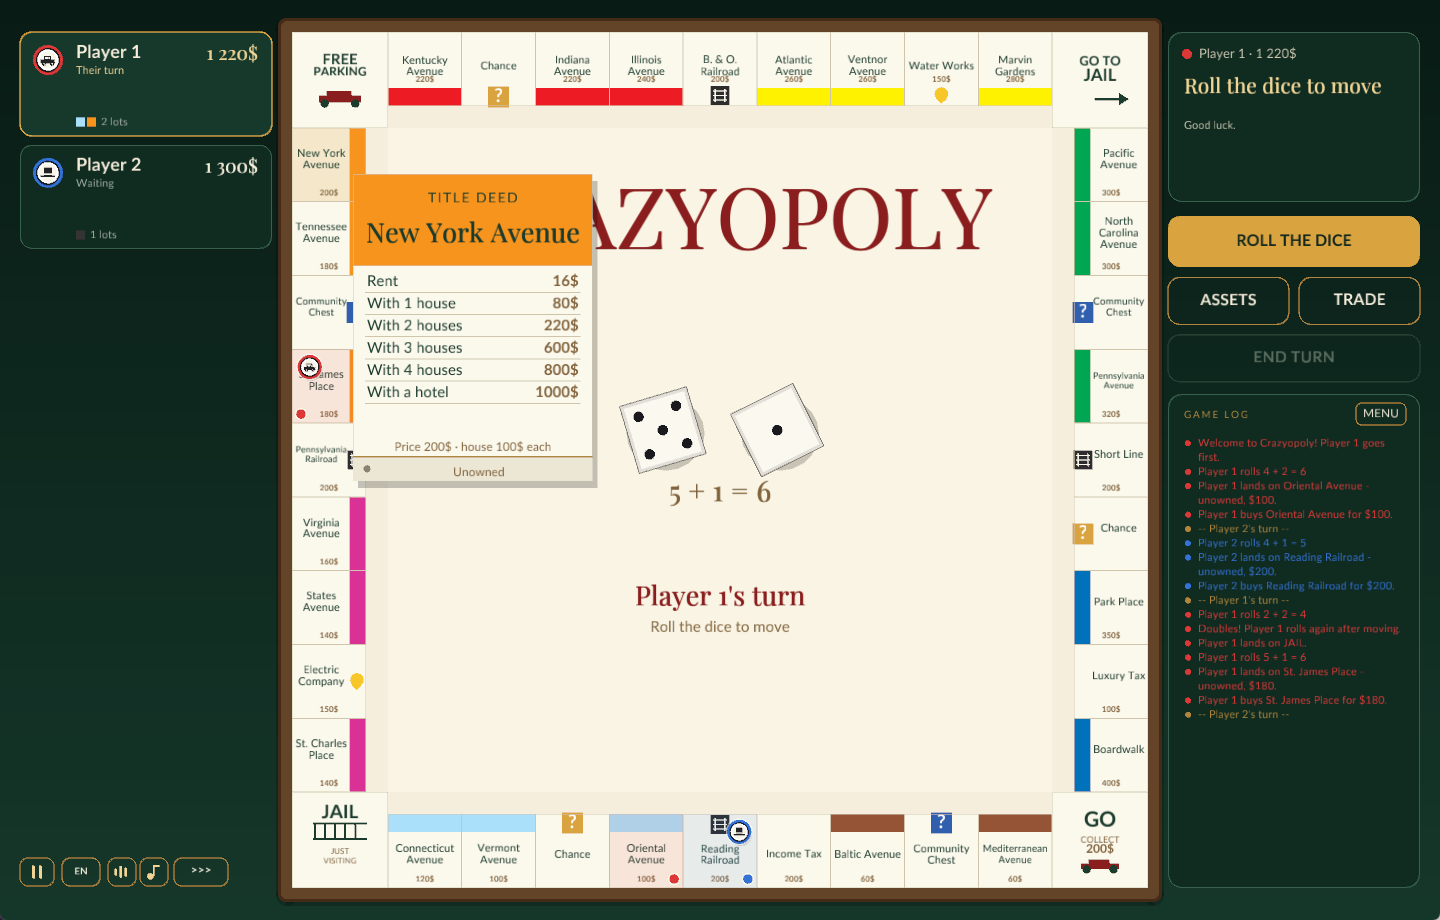 Player 1
1 220$
Their turn
2 lots
Player 2
1 300$
Waiting
1 lots
FREE
PARKING
Kentucky
Avenue
220$
Chance
?
Indiana
Avenue
220$
Illinois
Avenue
240$
B. & O.
Railroad
200$
Atlantic
Avenue
260$
Ventnor
Avenue
260$
Water Works
150$
Marvin
Gardens
280$
GO TO
JAIL
New York
Avenue
200$
Tennessee
Avenue
180$
Community
Chest
ames
Place
180$
Pennsylvania
Railroad
200$
Virginia
Avenue
160$
States
Avenue
140$
Electric
Company
150$
St. Charles
Place
140$
TITLE DEED
New York Avenue
Rent 16$
With 1 house 80$
With 2 houses 220$
With 3 houses 600$
With 4 houses 800$
With a hotel 1000$
Price 200$ · house 100$ each
Unowned
AZYOPOLY
5 + 1 = 6
Player 1's turn
Roll the dice to move
Pacific
Avenue
300$
North
Carolina
Avenue
300$
?
Community
Chest
Pennsylvania
Avenue
320$
Short Line
200$
?
Chance
Park Place
350$
Luxury Tax
100$
Boardwalk
400$
JAIL
JUST
VISITING
Connecticut
Avenue
120$
Vermont
Avenue
100$
?
Chance
Oriental
Avenue
100$
Reading
Railroad
200$
Income Tax
200$
Baltic Avenue
60$
?
Community
Chest
Mediterranean
Avenue
60$
GO
COLLECT
200$
Player 1 · 1 220$
Roll the dice to move
Good luck.
ROLL THE DICE
ASSETS
TRADE
END TURN
GAME LOG
MENU
Welcome to Crazyopoly! Player 1 goes
first.
Player 1 rolls 4 + 2 = 6
Player 1 lands on Oriental Avenue -
unowned, $100.
Player 1 buys Oriental Avenue for $100.
-- Player 2's turn --
Player 2 rolls 4 + 1 = 5
Player 2 lands on Reading Railroad -
unowned, $200.
Player 2 buys Reading Railroad for $200.
-- Player 1's turn --
Player 1 rolls 2 + 2 = 4
Doubles! Player 1 rolls again after moving.
Player 1 lands on JAIL.
Player 1 rolls 5 + 1 = 6
Player 1 lands on St. James Place -
unowned, $180.
Player 1 buys St. James Place for $180.
-- Player 2's turn --
EN
>>>